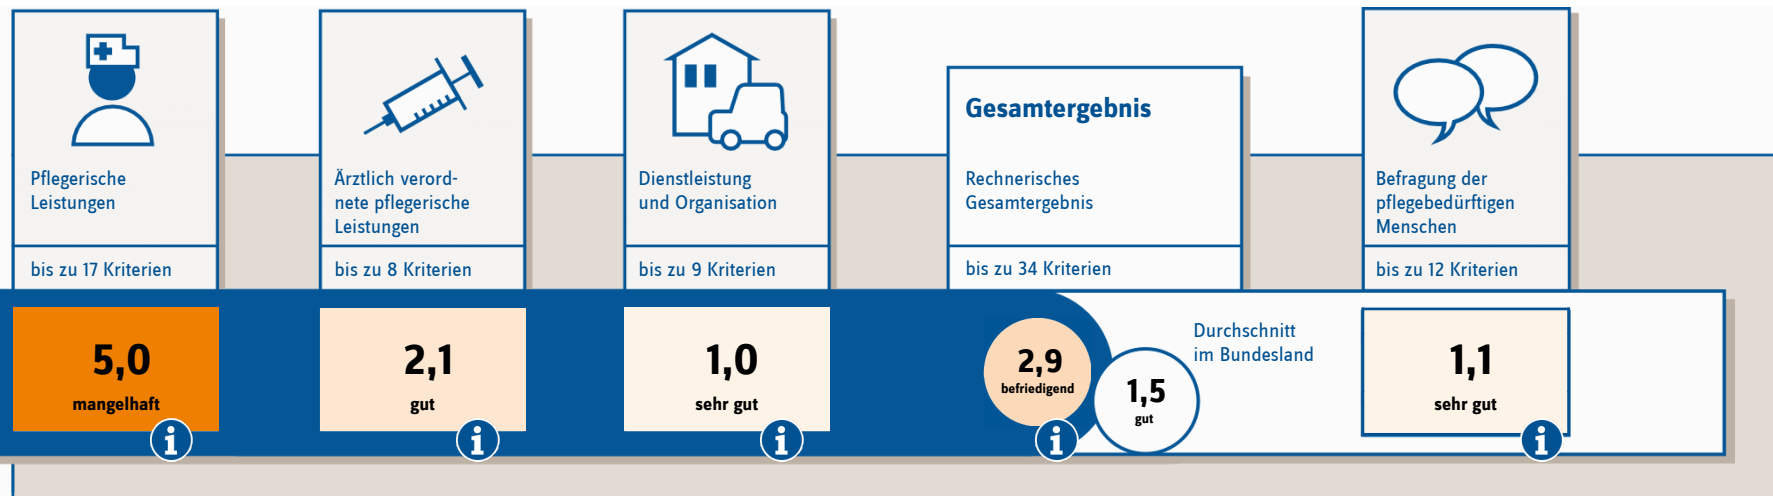 Pflegerische
Leistungen
bis zu 17 Kriterien
5,0
mangelhaft
i
Ärztlich verord-
nete pflegerische
Leistungen
bis zu 8 Kriterien
2,1
gut
i
Dienstleistung
und Organisation
bis zu 9 Kriterien
1,0
sehr gut
i
Gesamtergebnis
Rechnerisches
Gesamtergebnis
bis zu 34 Kriterien
2,9
befriedigend
i
1,5
gut
Durchschnitt
im Bundesland
Befragung der
pflegebedürftigen
Menschen
bis zu 12 Kriterien
1,1
sehr gut
i